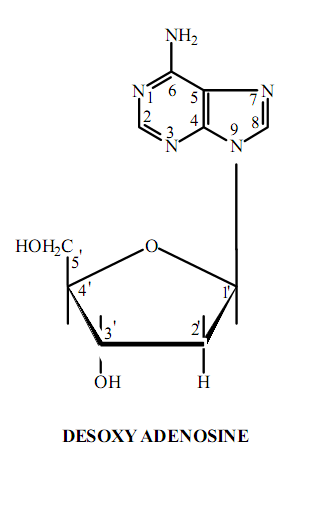 NH₂
N 1 6 5 N 7
2 3 N 4 9 N 8
HOH₂C O
5'
4' 1'
3' 2'
OH H
DESOXY ADENOSINE